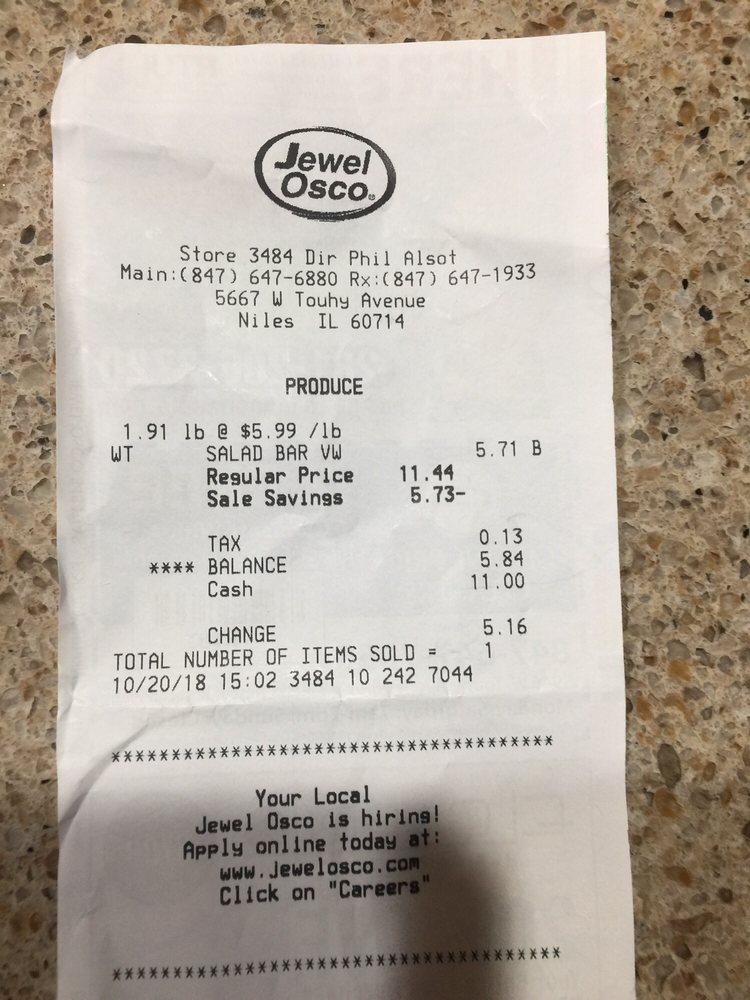 Jewel
Osco®
Store 3484 Dir Phil Alsot
Main:(847) 647-6880 Rx:(847) 647-1933
5667 W Touhy Avenue
Niles IL 60714
PRODUCE
1.91 lb @ $5.99 /lb
WT SALAD BAR VW 5.71 B
Regular Price 11.44
Sale Savings 5.73-
TAX 0.13
**** BALANCE 5.84
Cash 11.00
CHANGE 5.16
TOTAL NUMBER OF ITEMS SOLD = 1
10/20/18 15:02 3484 10 242 7044
**************************************
Your Local
Jewel Osco is hiring!
Apply online today at:
www.jewelosco.com
Click on "Careers"
**************************************